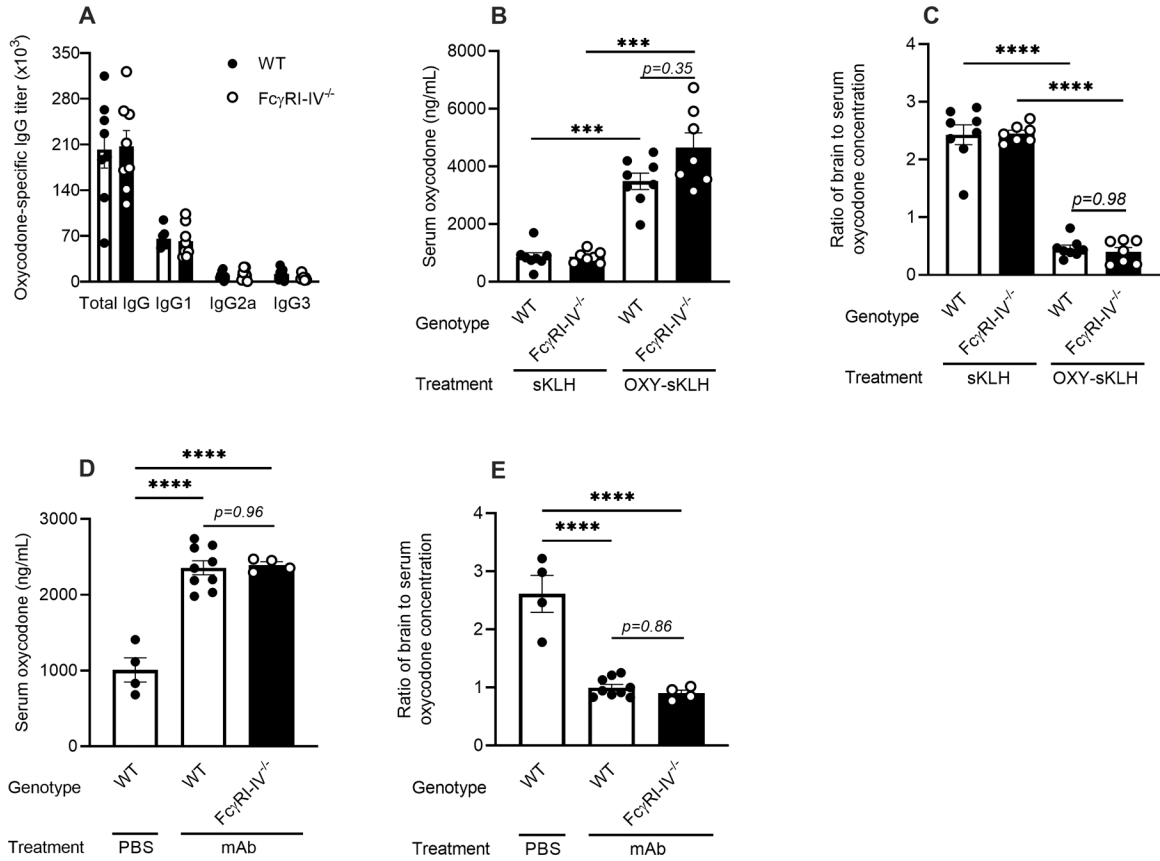 A
Oxycodone-specific IgG titer (x10³)
350
280
210
140
70
0
WT
FcγRI-IV⁻/⁻
Total IgG IgG1 IgG2a IgG3
B
Serum oxycodone (ng/mL)
8000
6000
4000
2000
0
***
p=0.35
***
Genotype WT FcγRI-IV⁻/⁻ WT FcγRI-IV⁻/⁻
Treatment sKLH OXY-sKLH
C
Ratio of brain to serum
oxycodone concentration
4
3
2
1
0
****
****
p=0.98
Genotype WT FcγRI-IV⁻/⁻ WT FcγRI-IV⁻/⁻
Treatment sKLH OXY-sKLH
D
Serum oxycodone (ng/mL)
3000
2000
1000
0
****
****
p=0.96
Genotype WT WT FcγRI-IV⁻/⁻
Treatment PBS mAb
E
Ratio of brain to serum
oxycodone concentration
4
3
2
1
0
****
****
p=0.86
Genotype WT WT FcγRI-IV⁻/⁻
Treatment PBS mAb